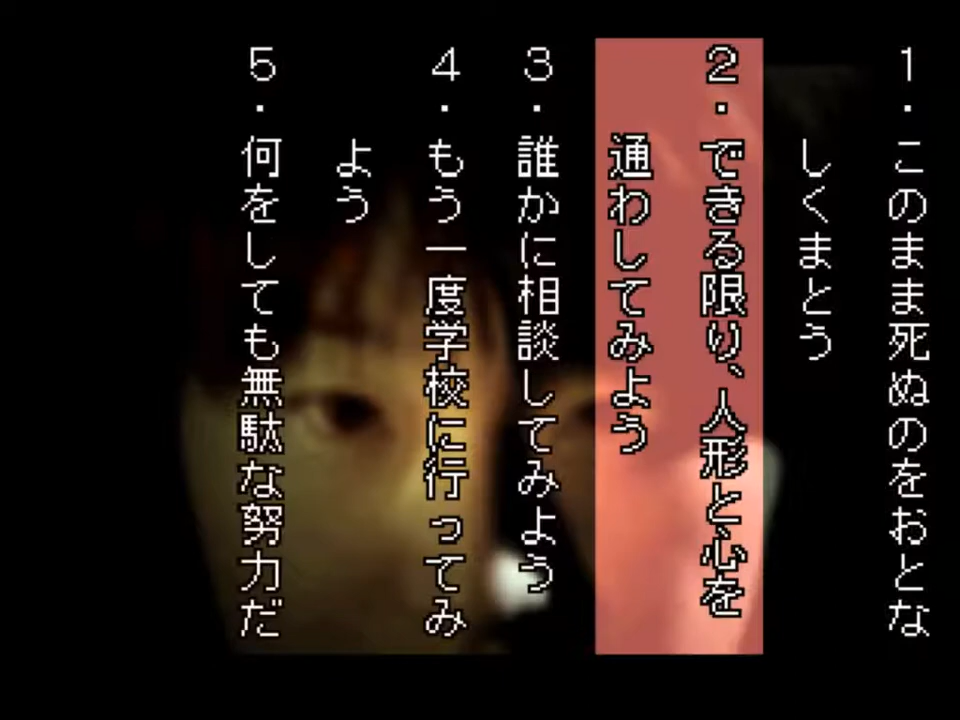 1・このまま死ぬのをおとな
しくまとう
2・できる限り、人形と心を
通わしてみよう
3・誰かに相談してみよう
4・もう一度学校に行ってみ
よう
5・何をしても無駄な努力だ